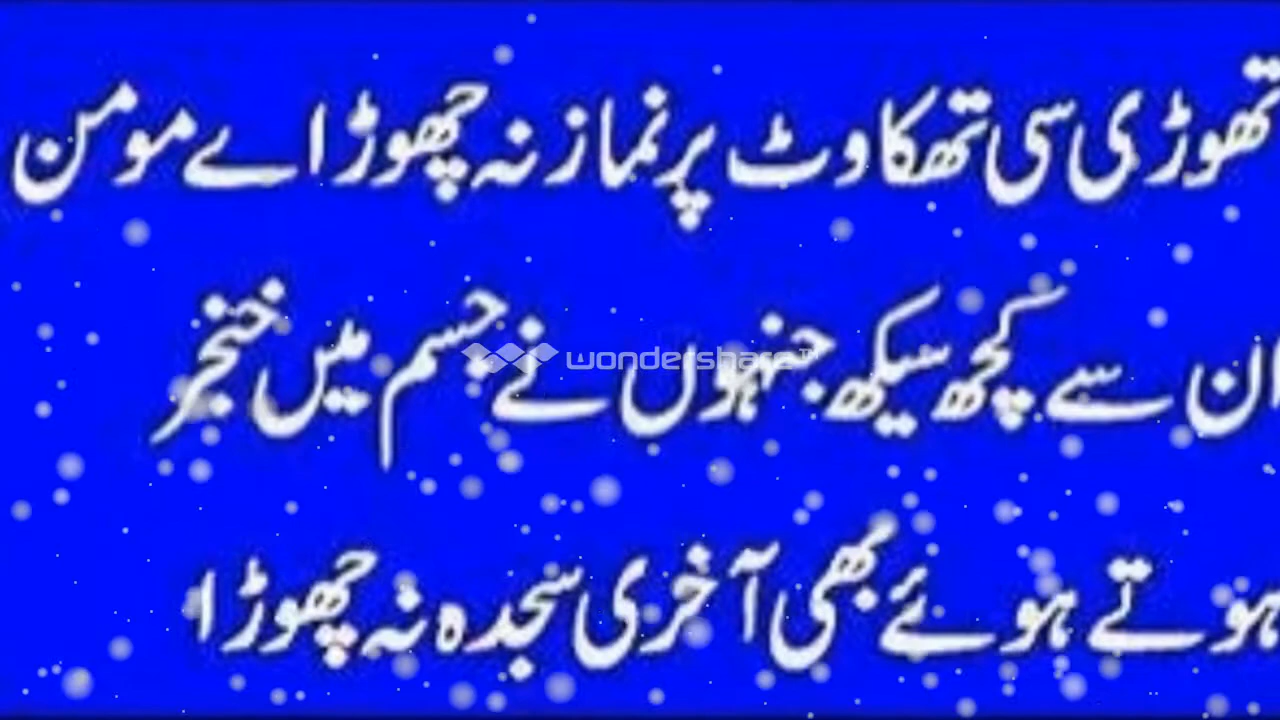 تھوڑی سی تھکاوٹ پر نماز نہ چھوڑ اے مومن
ان سے کچھ سیکھ جنہوں نے جسم میں خنجر
wondershare™
ہوتے ہوئے بھی آخری سجدہ نہ چھوڑا